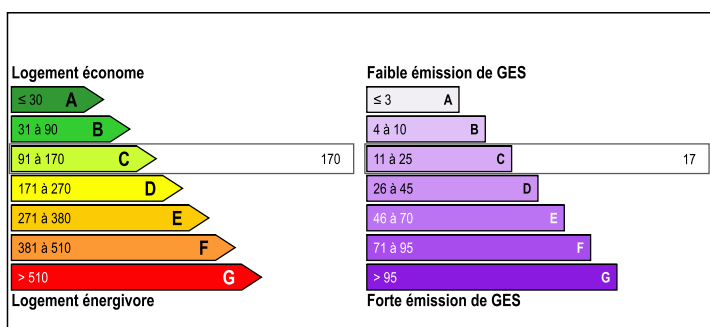 Logement économe
≤ 30 A
31 à 90 B
91 à 170 C 170
171 à 270 D
271 à 380 E
381 à 510 F
> 510 G
Logement énergivore
Faible émission de GES
≤ 3 A
4 à 10 B
11 à 25 C 17
26 à 45 D
46 à 70 E
71 à 95 F
> 95 G
Forte émission de GES